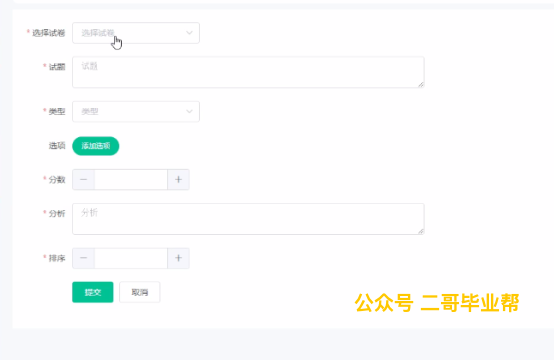 * 选择试卷 选择试卷
* 试题 试题
* 类型 类型
选项 添加选项
* 分数 − +
* 分析 分析
* 排序 − +
提交 取消
公众号 二哥毕业帮